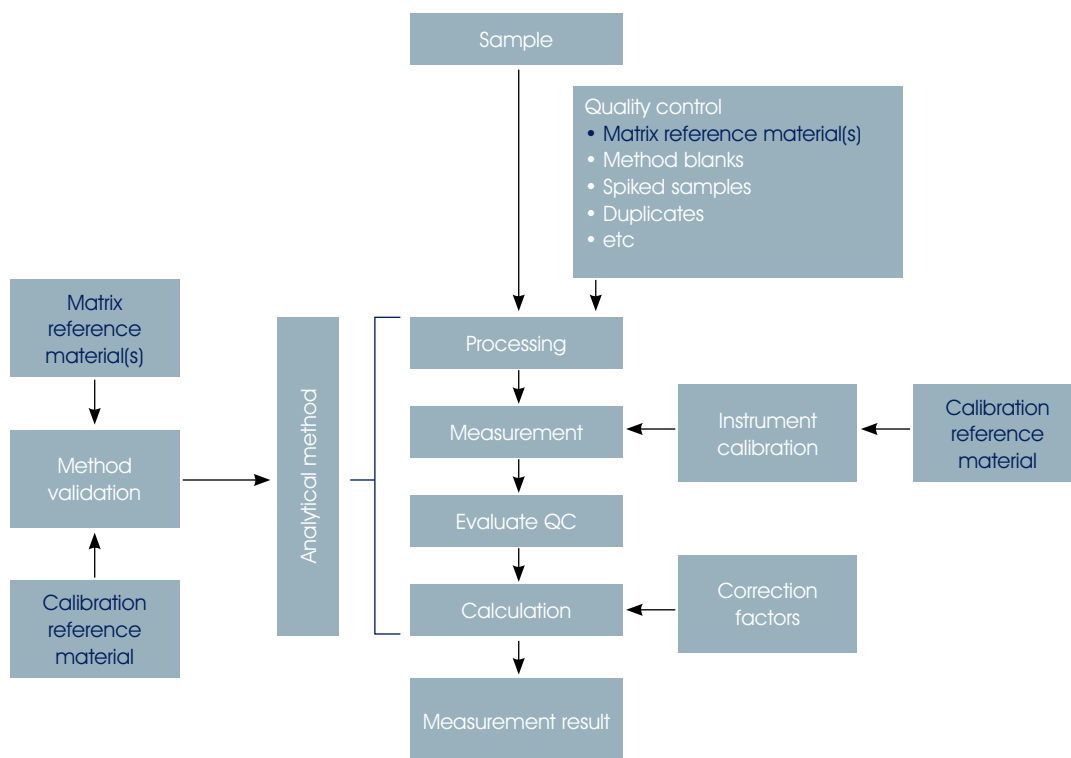 Sample
Quality control
• Matrix reference material(s)
• Method blanks
• Spiked samples
• Duplicates
• etc
Matrix
reference
material(s)
Method
validation
Calibration
reference
material
Analytical method
Processing
Measurement
Evaluate QC
Calculation
Measurement result
Instrument
calibration
Calibration
reference
material
Correction
factors